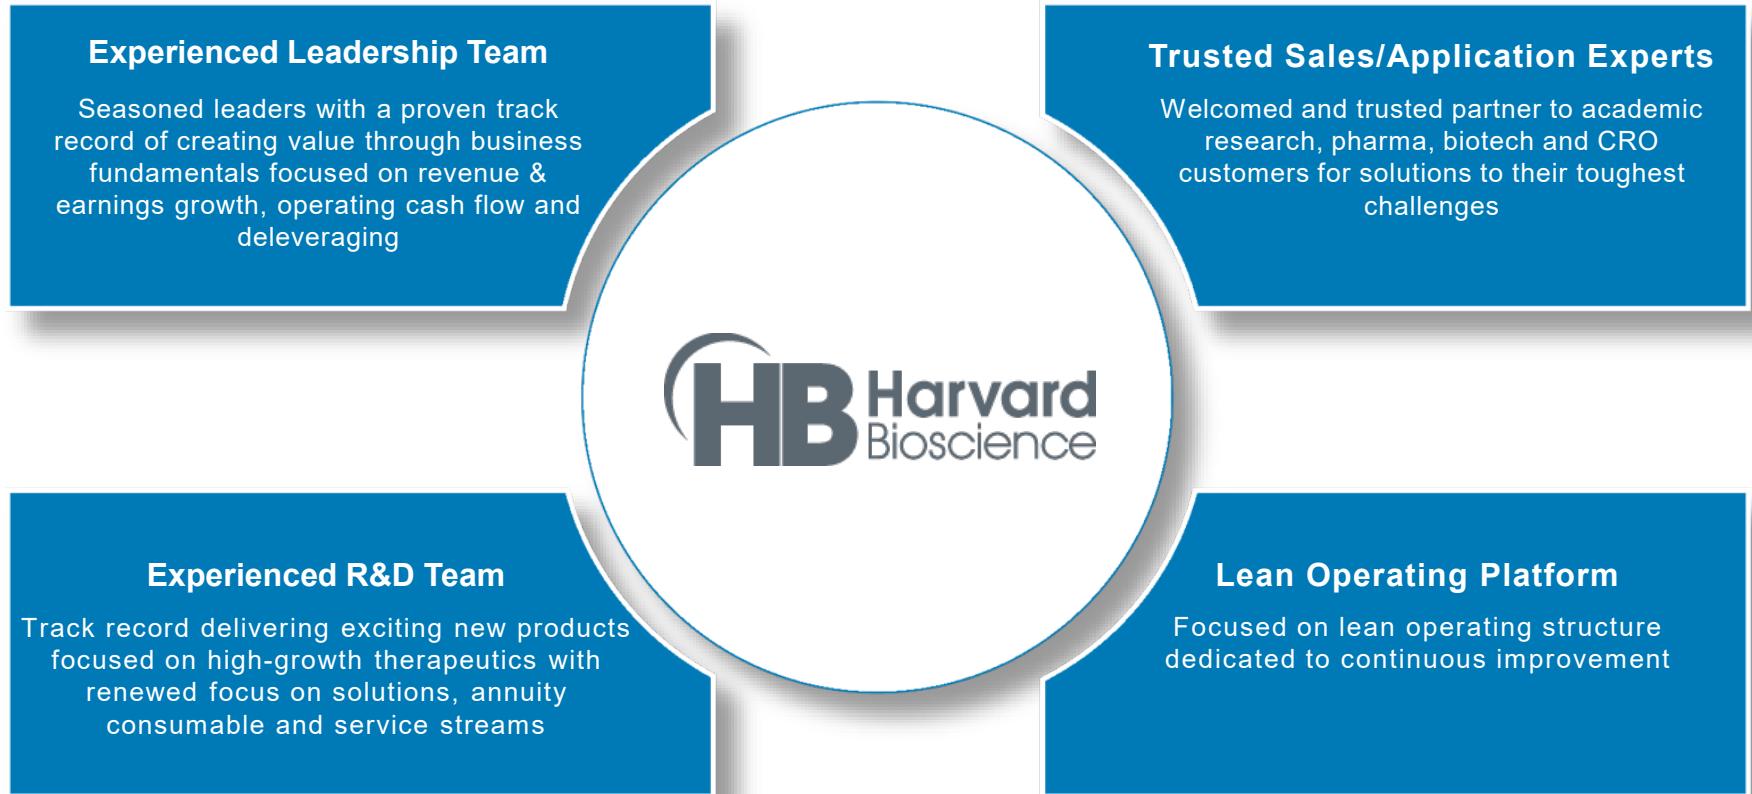 Experienced Leadership Team
Seasoned leaders with a proven track
record of creating value through business
fundamentals focused on revenue &
earnings growth, operating cash flow and
deleveraging
Trusted Sales/Application Experts
Welcomed and trusted partner to academic
research, pharma, biotech and CRO
customers for solutions to their toughest
challenges
HB Harvard
Bioscience
Experienced R&D Team
Track record delivering exciting new products
focused on high-growth therapeutics with
renewed focus on solutions, annuity
consumable and service streams
Lean Operating Platform
Focused on lean operating structure
dedicated to continuous improvement